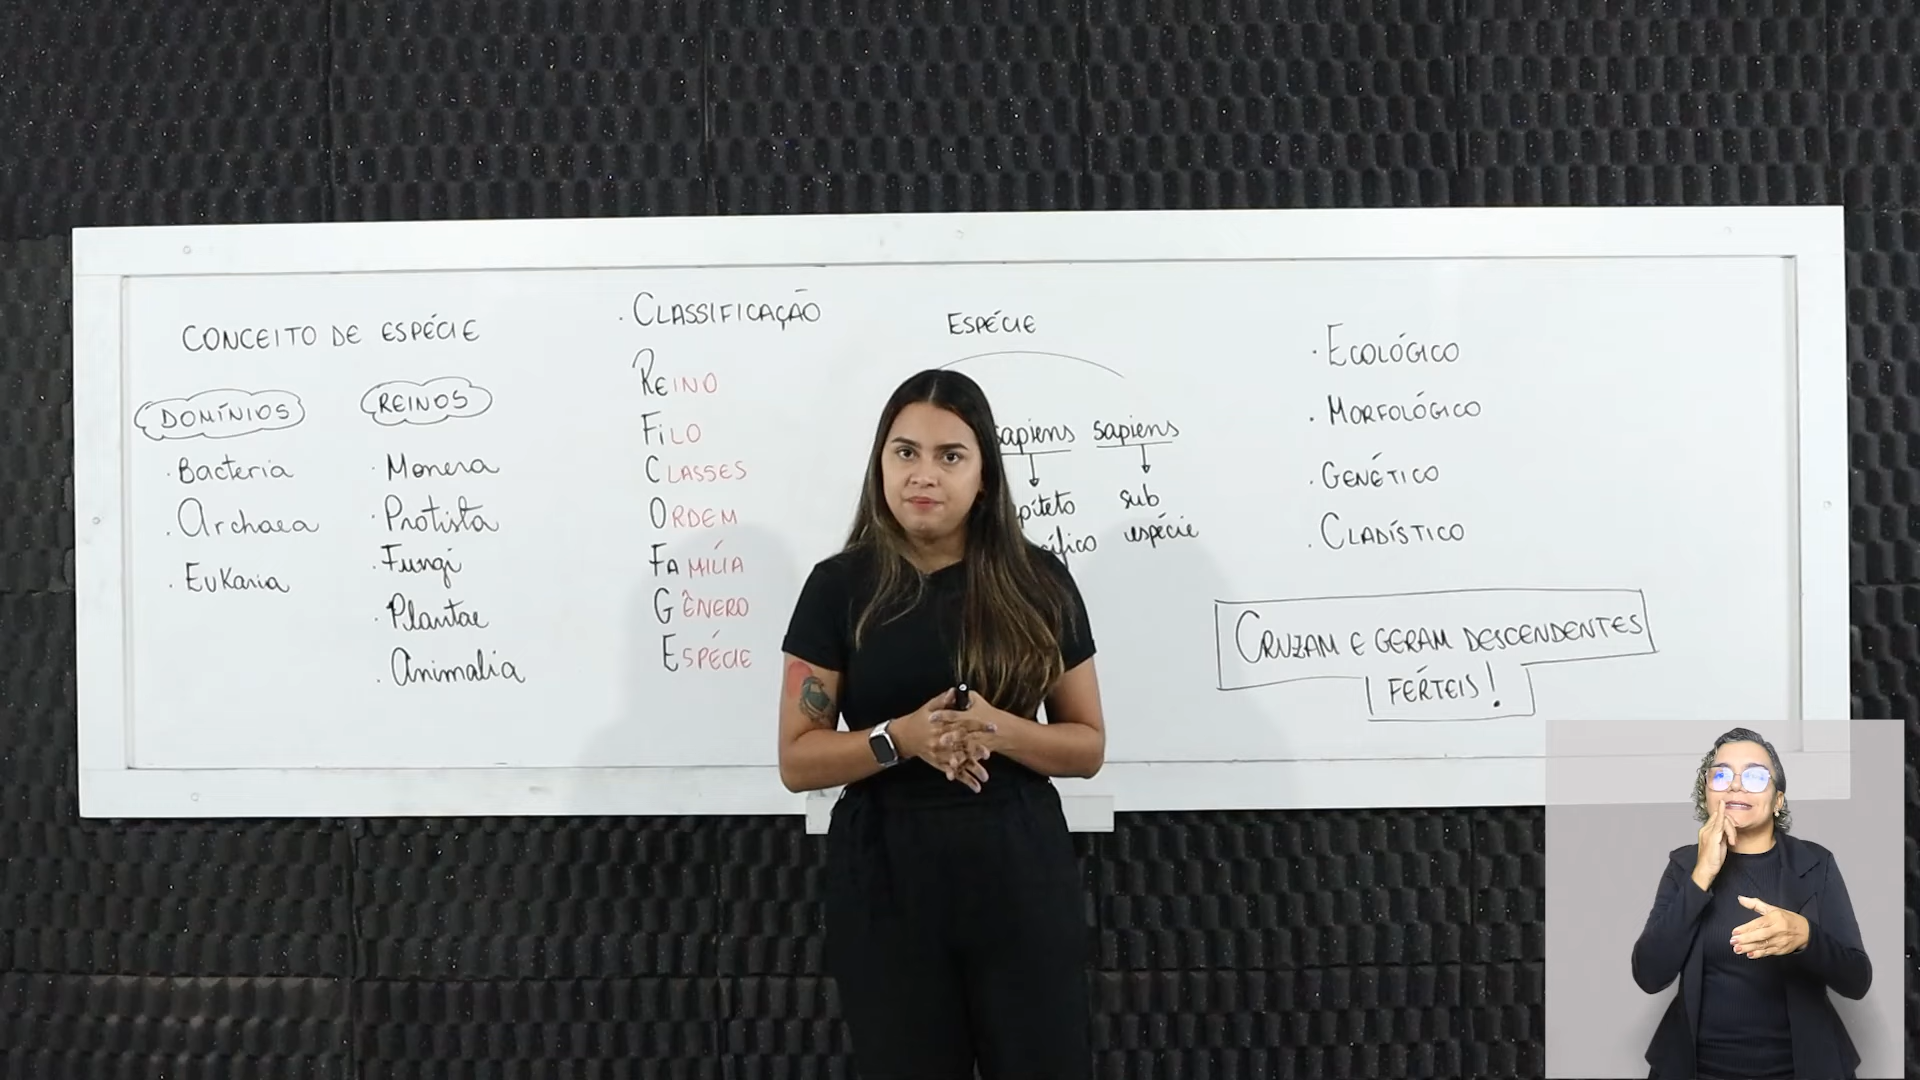 CONCEITO DE ESPÉCIE
DOMÍNIOS
· Bacteria
· Archaea
· Eukaria
REINOS
· Monera
· Protista
· Fungi
· Plantae
· Animalia
· CLASSIFICAÇÃO
REINO
FILO
CLASSES
ORDEM
FAMÍLIA
GÊNERO
ESPÉCIE
ESPÉCIE
sapiens sapiens
sub
espécie
· ECOLÓGICO
· MORFOLÓGICO
· GENÉTICO
· CLADÍSTICO
CRUZAM E GERAM DESCENDENTES
FÉRTEIS!